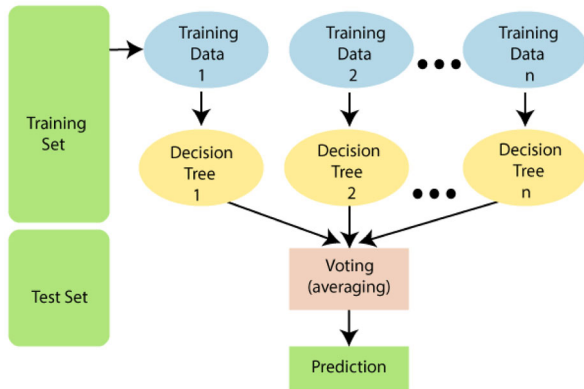 Training
Set
Training
Data
1
Training
Data
2
Training
Data
n
Decision
Tree
1
Decision
Tree
2
Decision
Tree
n
Test Set
Voting
(averaging)
Prediction